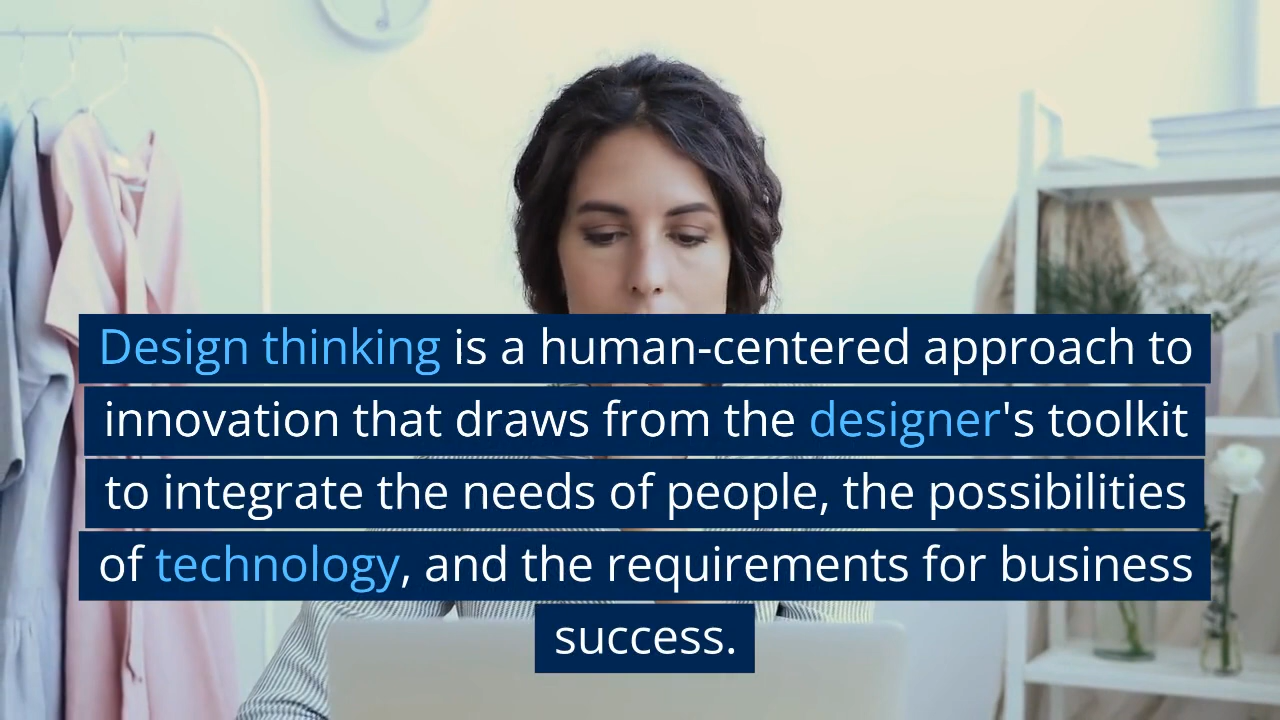 Design thinking is a human-centered approach to
innovation that draws from the designer's toolkit
to integrate the needs of people, the possibilities
of technology, and the requirements for business
success.